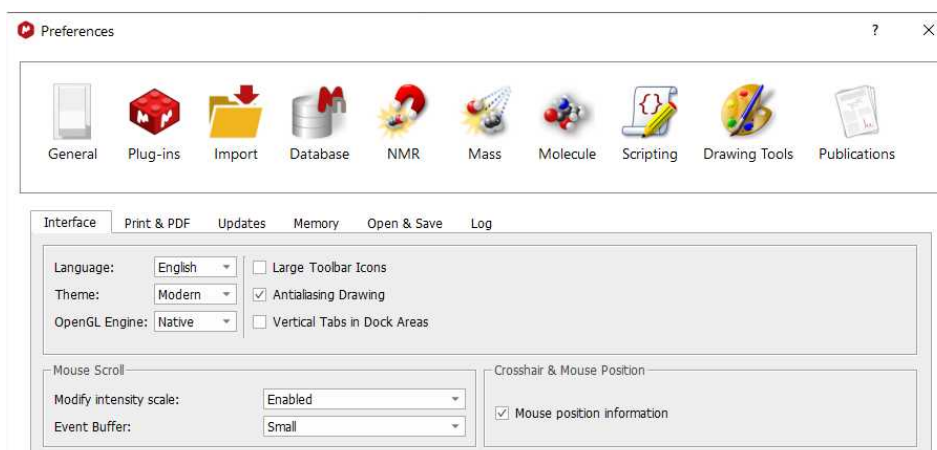 Preferences
General Plug-ins Import Database NMR Mass Molecule Scripting Drawing Tools Publications
Interface Print & PDF Updates Memory Open & Save Log
Language: English Large Toolbar Icons
Theme: Modern Antialiasing Drawing
OpenGL Engine: Native Vertical Tabs in Dock Areas
Mouse Scroll Crosshair & Mouse Position
Modify intensity scale: Enabled
Mouse position information
Event Buffer: Small